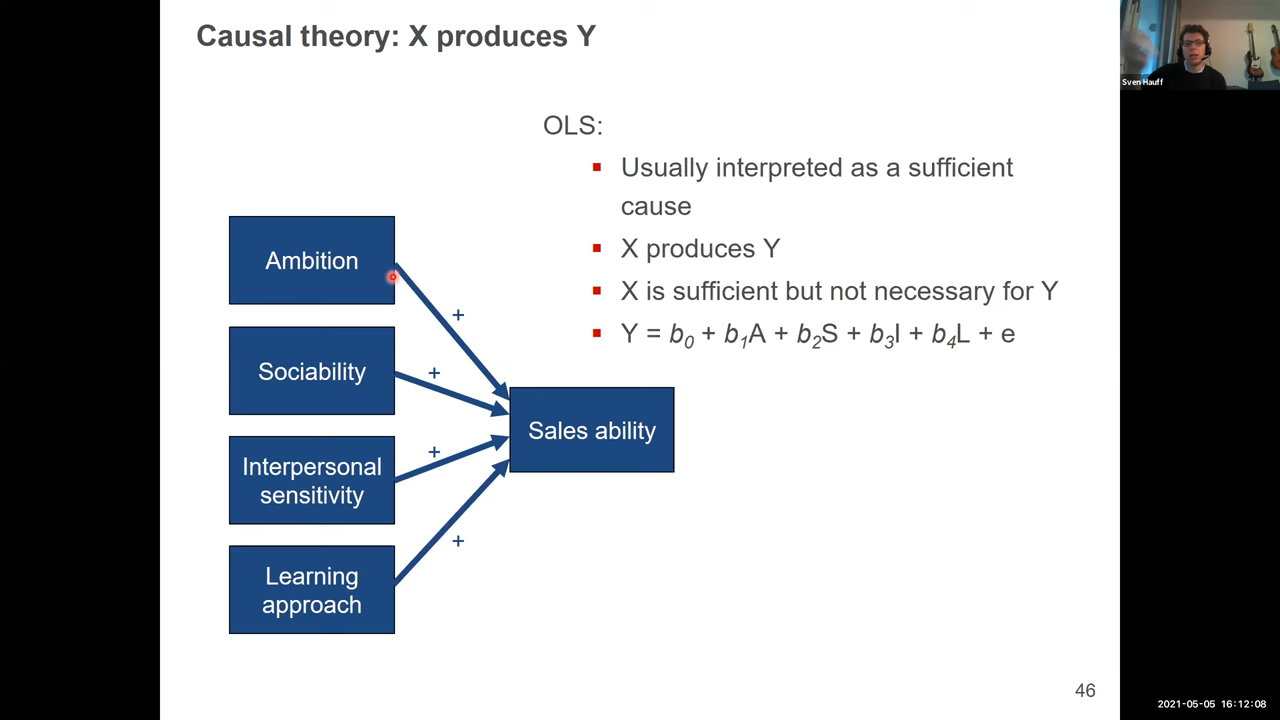 Causal theory: X produces Y
Sven Hauff
OLS:
▪ Usually interpreted as a sufficient
cause
▪ X produces Y
▪ X is sufficient but not necessary for Y
▪ Y = b0 + b1A + b2S + b3I + b4L + e
Ambition
+
Sociability
+
Interpersonal
sensitivity
+
Learning
approach
+
Sales ability
46
2021-05-05 16:12:08